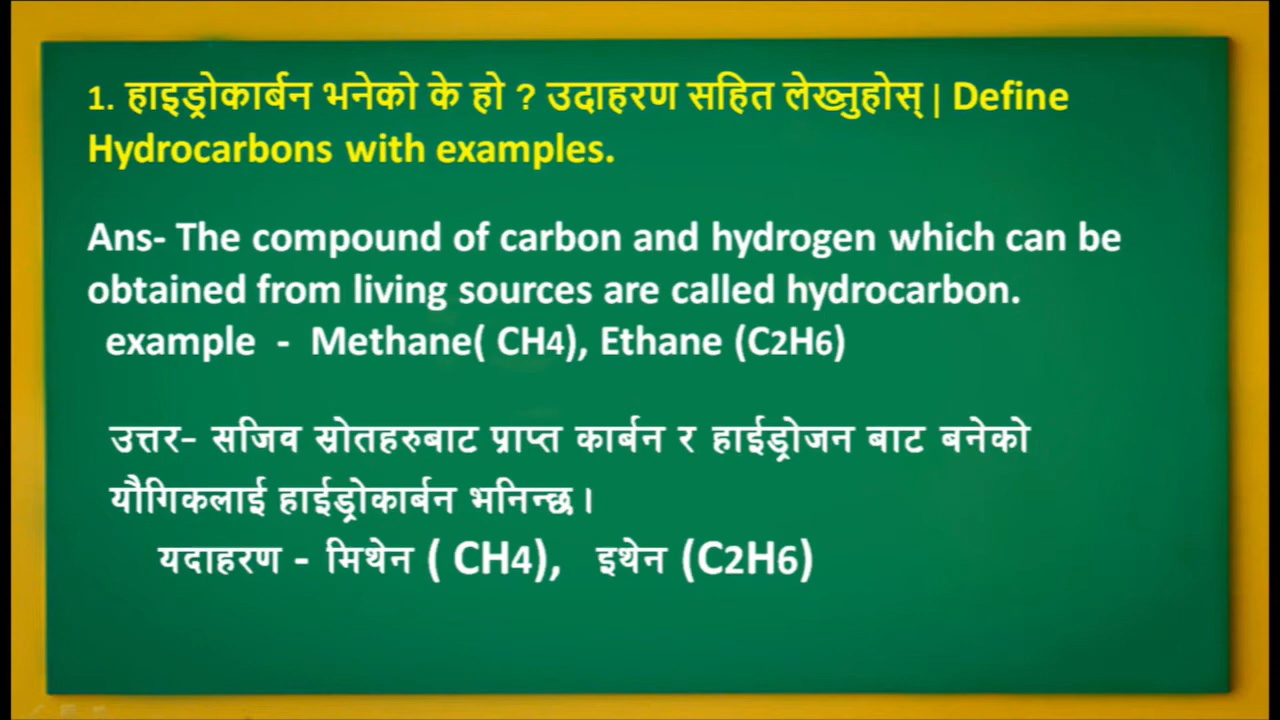 1. हाइड्रोकार्बन भनेको के हो ? उदाहरण सहित लेख्नुहोस् | Define
Hydrocarbons with examples.
Ans- The compound of carbon and hydrogen which can be
obtained from living sources are called hydrocarbon.
example - Methane( CH4), Ethane (C2H6)
उत्तर- सजिव स्रोतहरुबाट प्राप्त कार्बन र हाईड्रोजन बाट बनेको
यौगिकलाई हाईड्रोकार्बन भनिन्छ ।
यदाहरण - मिथेन ( CH4), इथेन (C2H6)